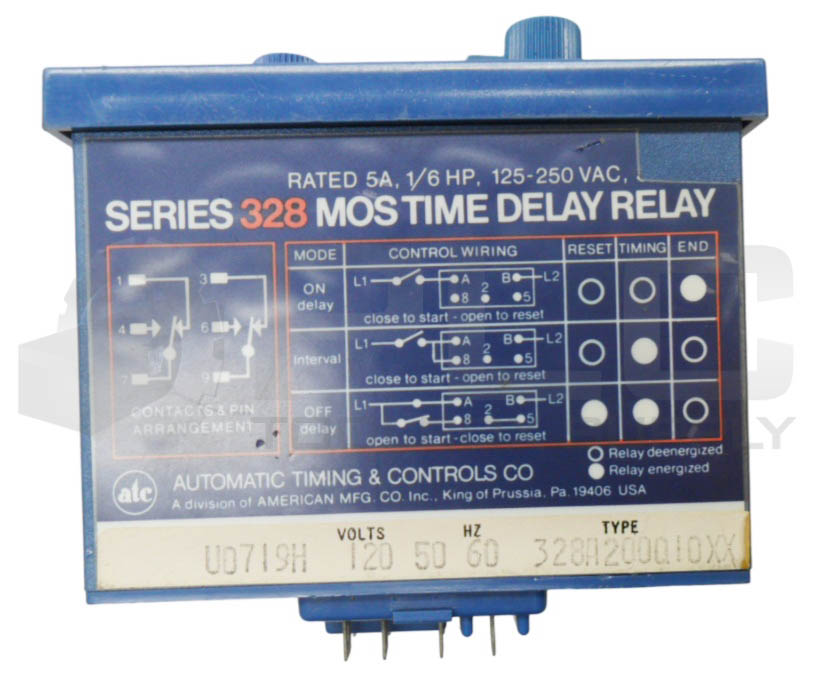 RATED 5A, 1/6 HP, 125-250 VAC,
SERIES 328 MOS TIME DELAY RELAY
MODE CONTROL WIRING RESET TIMING END
1 3
4 6
7 9
CONTACTS & PIN
ARRANGEMENT
ON
delay
L1 A B L2
8 2 5
close to start - open to reset
Interval
L1 A B L2
8 2 5
close to start - open to reset
OFF
delay
L1 A B L2
8 2 5
open to start - close to reset
Relay deenergized
Relay energized
atc AUTOMATIC TIMING & CONTROLS CO
A division of AMERICAN MFG. CO. Inc., King of Prussia, Pa. 19406 USA
VOLTS HZ TYPE
U0719H 120 50 60 328A200Q10XX